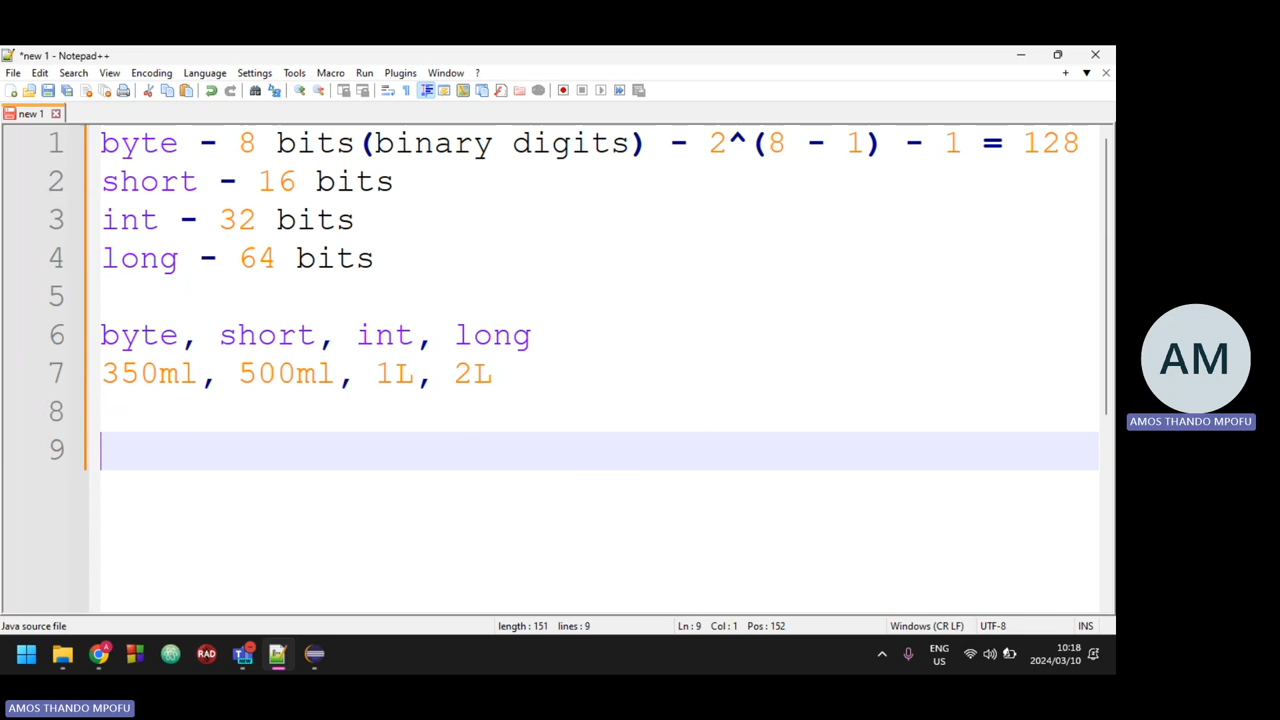 *new 1 - Notepad++
File Edit Search View Encoding Language Settings Tools Macro Run Plugins Window ?
new 1
1 byte - 8 bits(binary digits) - 2^(8 - 1) - 1 = 128
2 short - 16 bits
3 int - 32 bits
4 long - 64 bits
5
6 byte, short, int, long
7 350ml, 500ml, 1L, 2L
8
9
AM
AMOS THANDO MPOFU
Java source file length : 151 lines : 9 Ln : 9 Col : 1 Pos : 152 Windows (CR LF) UTF-8 INS
RAD
ENG
US
10:18
2024/03/10
AMOS THANDO MPOFU